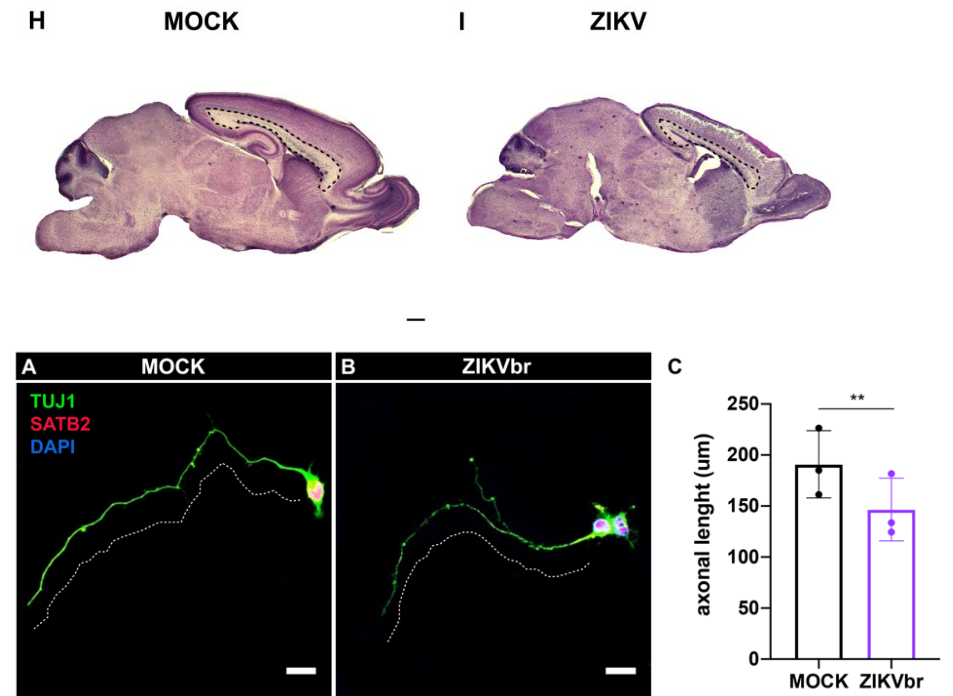 H MOCK I ZIKV
A MOCK B ZIKVbr C
TUJ1
SATB2
DAPI
axonal lenght (um)
250
200
150
100
50
0
**
MOCK ZIKVbr